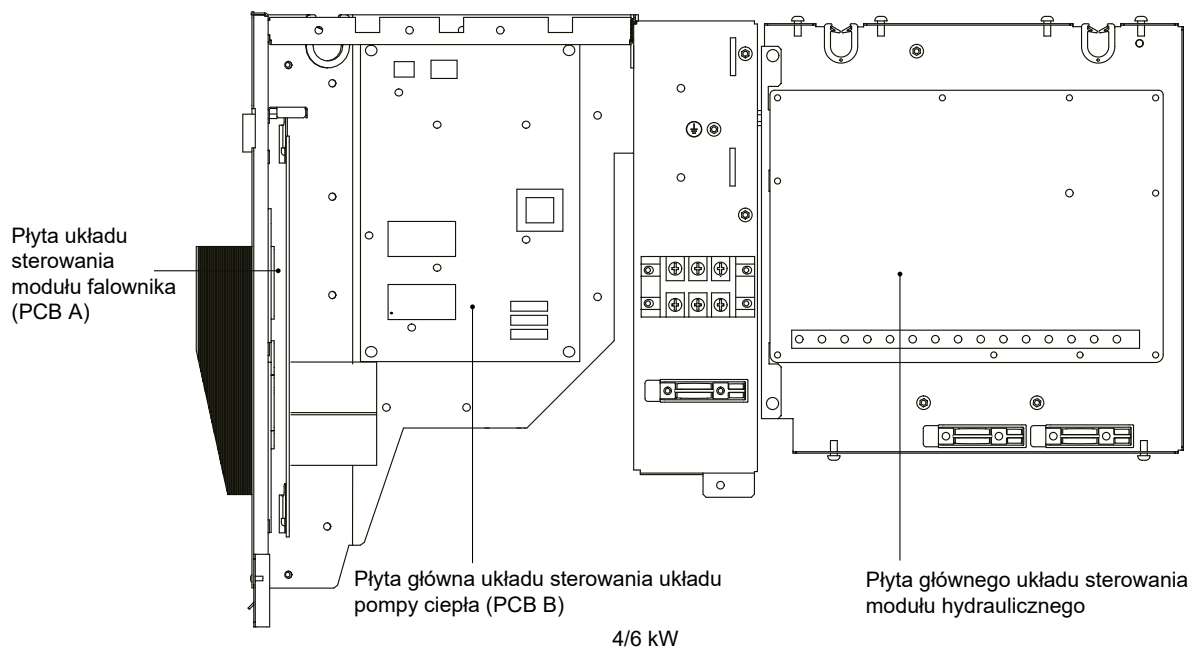 Płyta układu
sterowania
modułu falownika
(PCB A)
Płyta główna układu sterowania układu
pompy ciepła (PCB B)
Płyta głównego układu sterowania
modułu hydraulicznego
4/6 kW